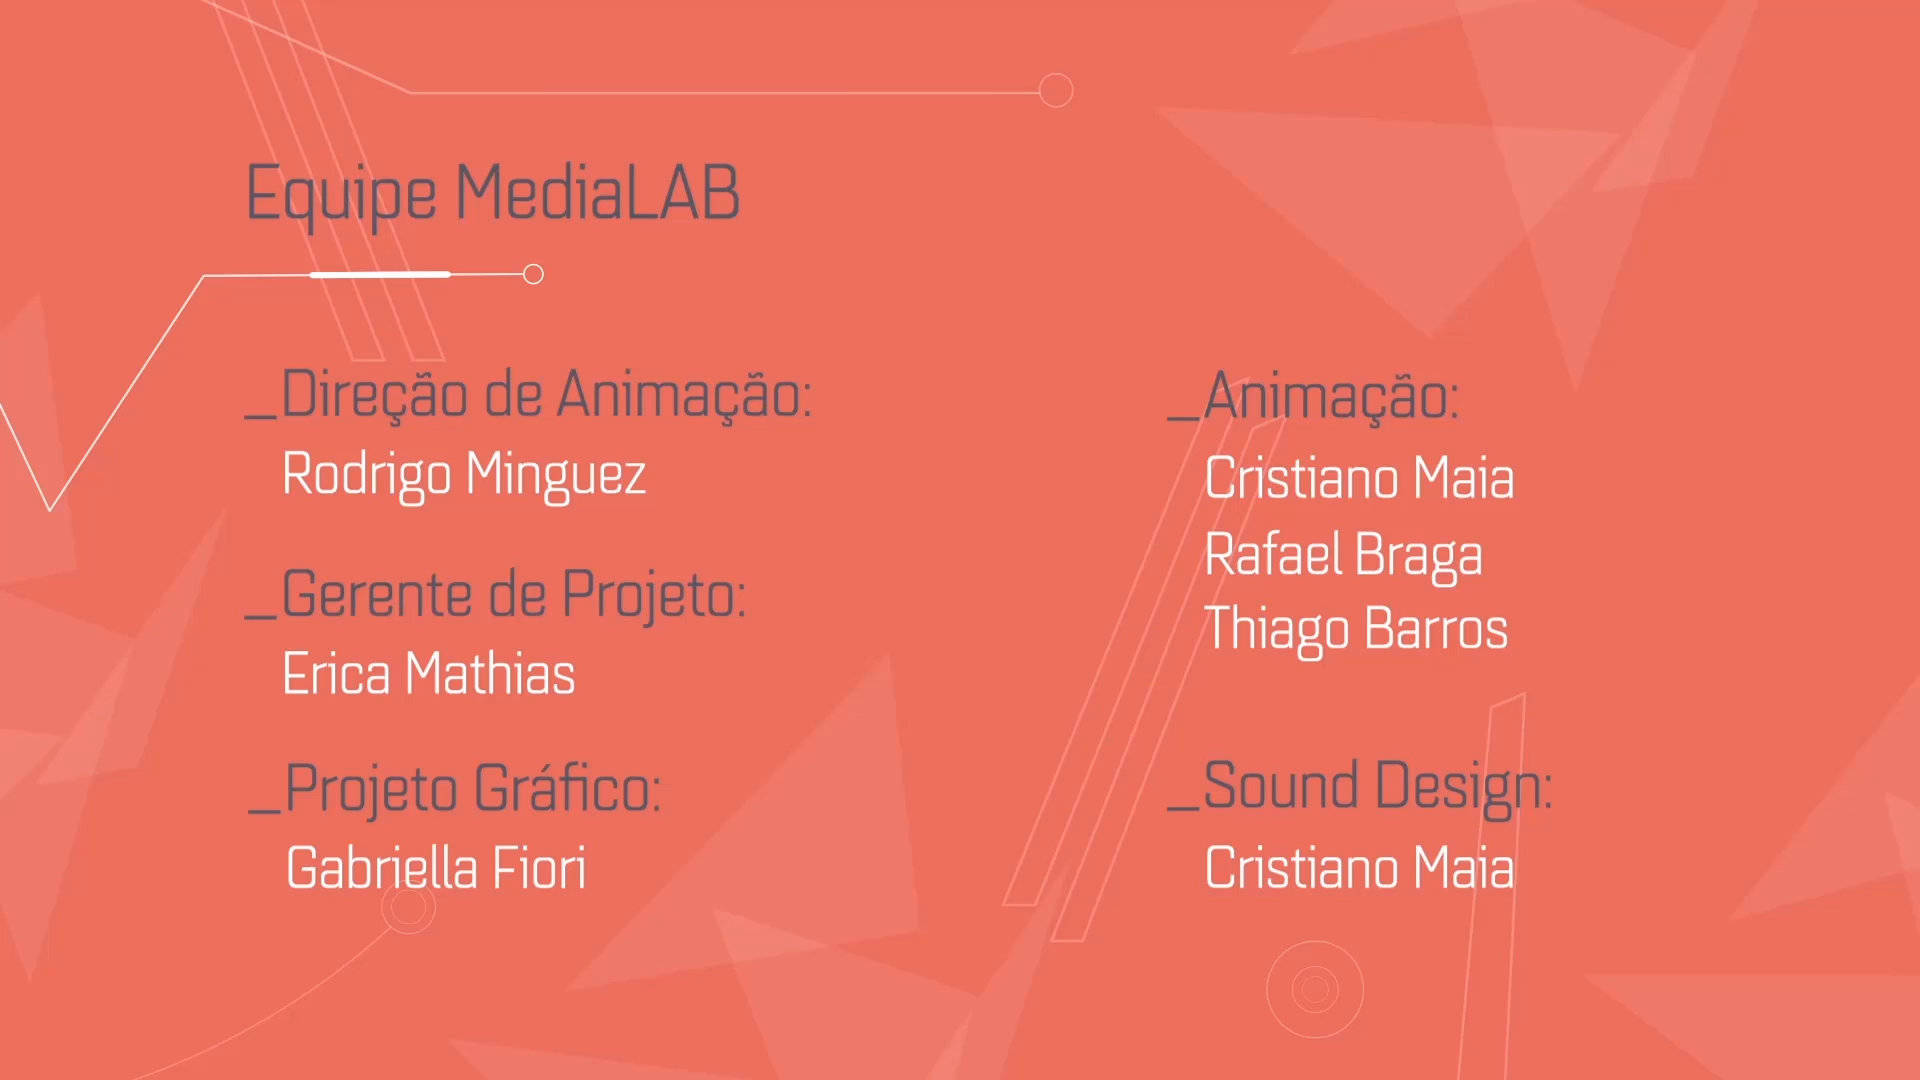 Equipe MediaLAB
_Direção de Animação:
Rodrigo Minguez
_Gerente de Projeto:
Erica Mathias
_Projeto Gráfico:
Gabriella Fiori
_Animação:
Cristiano Maia
Rafael Braga
Thiago Barros
_Sound Design:
Cristiano Maia